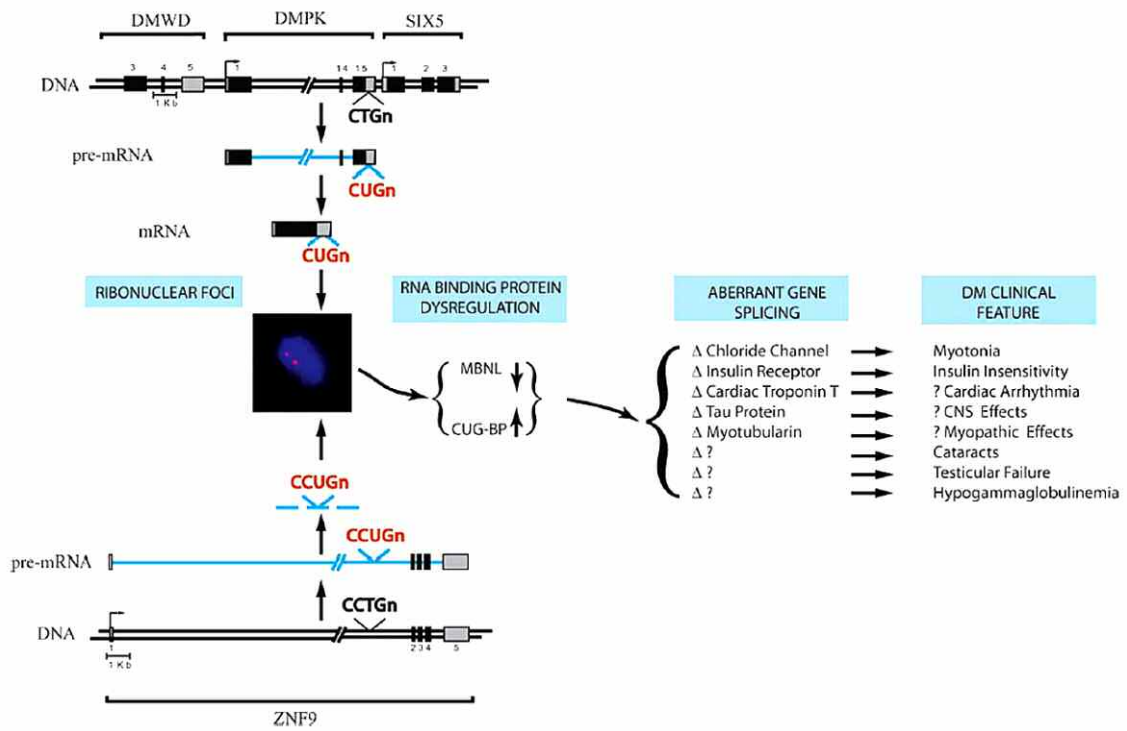 DMWD DMPK SIX5
3 4 5 1 14 15 1 2 3
DNA
1 Kb
CTGn
pre-mRNA
CUGn
mRNA
CUGn
RIBONUCLEAR FOCI
RNA BINDING PROTEIN
DYSREGULATION
ABERRANT GENE
SPLICING
DM CLINICAL
FEATURE
MBNL
CUG-BP
Δ Chloride Channel Myotonia
Δ Insulin Receptor Insulin Insensitivity
Δ Cardiac Troponin T ? Cardiac Arrhythmia
Δ Tau Protein ? CNS Effects
Δ Myotubularin ? Myopathic Effects
Δ ? Cataracts
Δ ? Testicular Failure
Δ ? Hypogammaglobulinemia
CCUGn
CCUGn
pre-mRNA
CCTGn
DNA
1 2 3 4 5
1 Kb
ZNF9